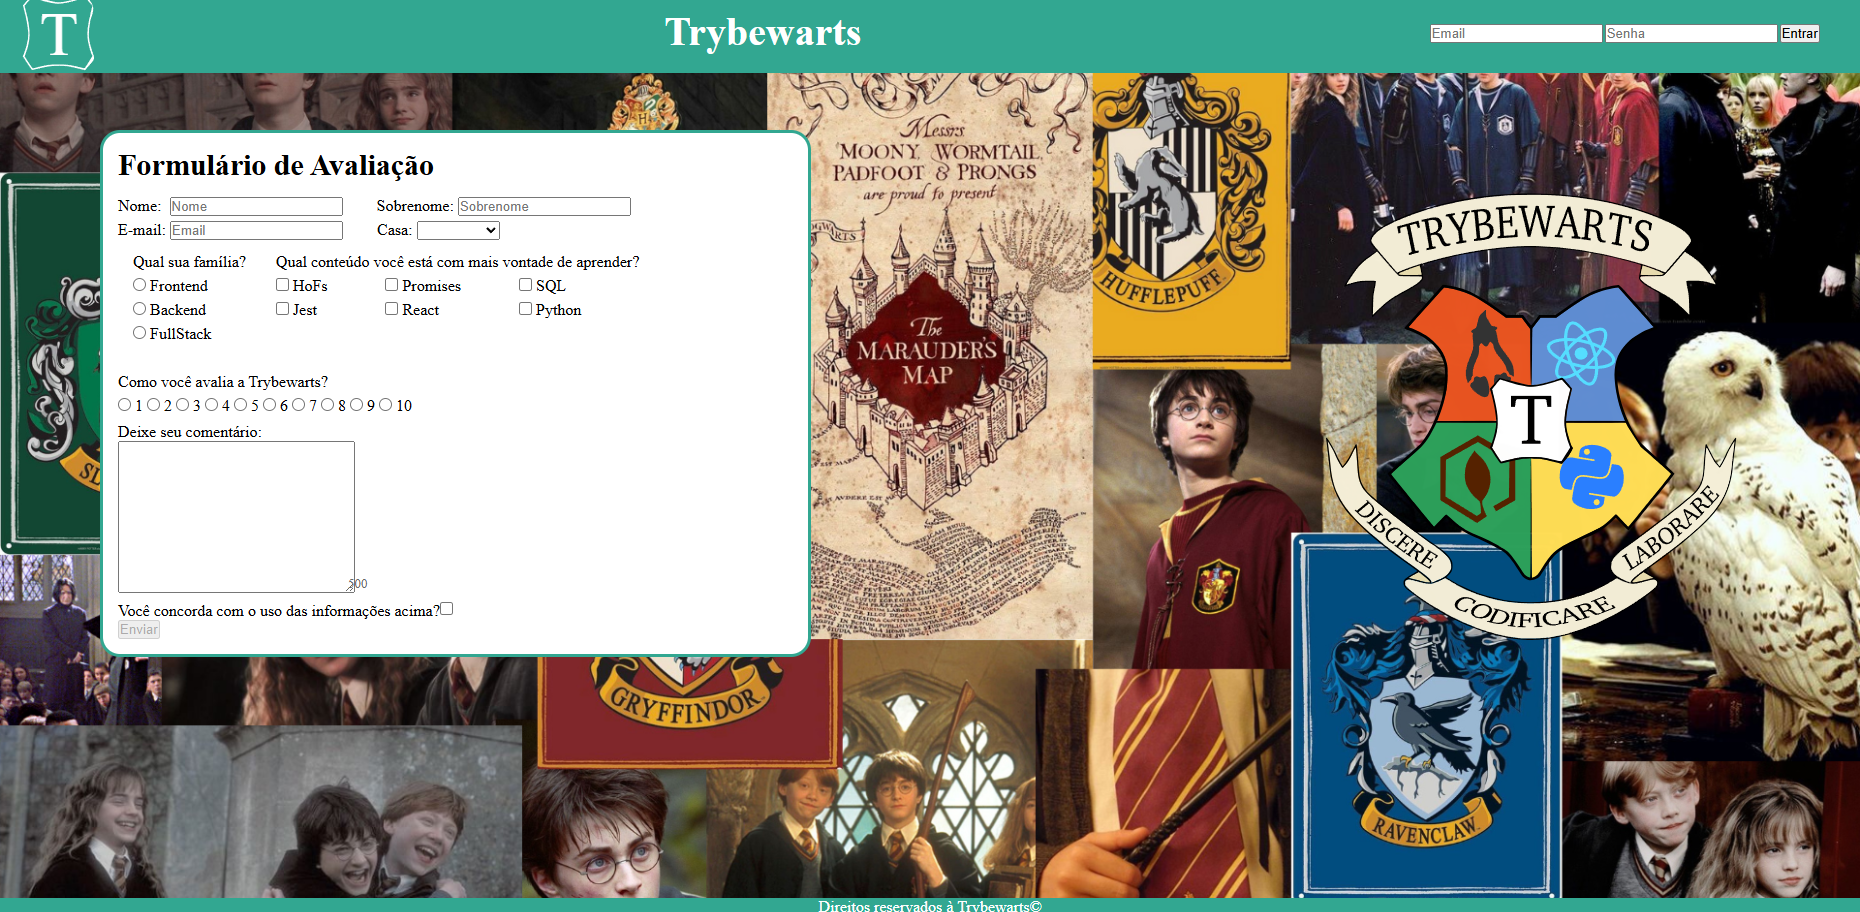 T
Trybewarts
Email Senha Entrar
Formulário de Avaliação
Nome: Nome Sobrenome: Sobrenome
E-mail: Email Casa:
Qual sua família? Qual conteúdo você está com mais vontade de aprender?
Frontend HoFs Promises SQL
Backend Jest React Python
FullStack
Como você avalia a Trybewarts?
1 2 3 4 5 6 7 8 9 10
Deixe seu comentário:
500
Você concorda com o uso das informações acima?
Enviar
Messrs
MOONY, WORMTAIL,
PADFOOT & PRONGS
are proud to present
The
MARAUDER'S
MAP
HUFFLEPUFF
GRYFFINDOR
RAVENCLAW
TRYBEWARTS
T
DISCERE
CODIFICARE
LABORARE
Direitos reservados à Trybewarts©